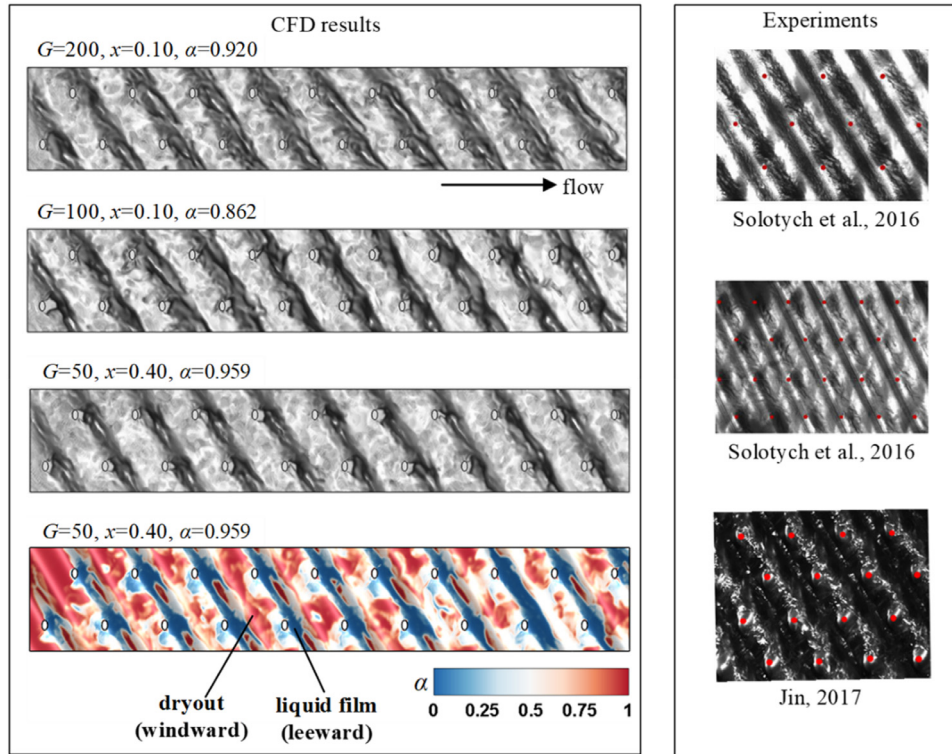 CFD results
G=200, x=0.10, α=0.920
flow
G=100, x=0.10, α=0.862
G=50, x=0.40, α=0.959
G=50, x=0.40, α=0.959
dryout
(windward)
liquid film
(leeward)
α
0 0.25 0.5 0.75 1
Experiments
Solotych et al., 2016
Solotych et al., 2016
Jin, 2017